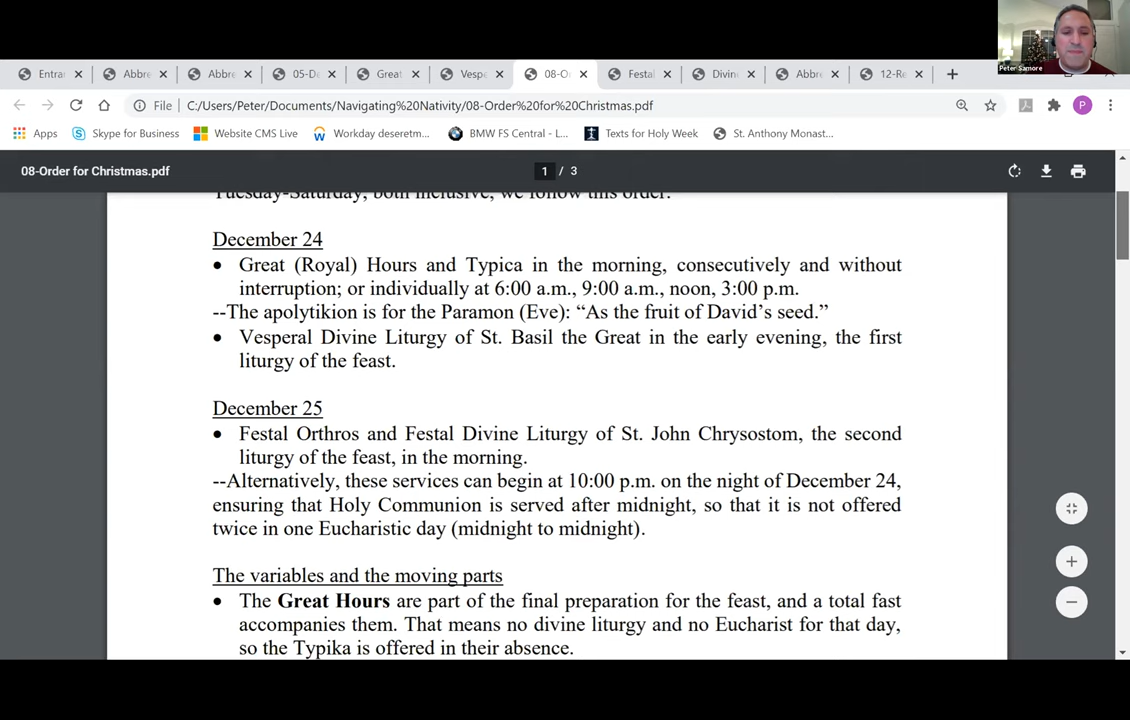 Peter Samore
Entra
Abbre
Abbre
05-De
Great
Vespe
08-O
Festal
Divin
Abbre
12-Re
File C:/Users/Peter/Documents/Navigating%20Nativity/08-Order%20for%20Christmas.pdf
P
Apps
Skype for Business
Website CMS Live
Workday deseretm...
BMW FS Central - L...
Texts for Holy Week
St. Anthony Monast...
08-Order for Christmas.pdf
1 / 3
Tuesday-Saturday, both inclusive, we follow this order:
December 24
• Great (Royal) Hours and Typica in the morning, consecutively and without
interruption; or individually at 6:00 a.m., 9:00 a.m., noon, 3:00 p.m.
--The apolytikion is for the Paramon (Eve): “As the fruit of David’s seed.”
• Vesperal Divine Liturgy of St. Basil the Great in the early evening, the first
liturgy of the feast.
December 25
• Festal Orthros and Festal Divine Liturgy of St. John Chrysostom, the second
liturgy of the feast, in the morning.
--Alternatively, these services can begin at 10:00 p.m. on the night of December 24,
ensuring that Holy Communion is served after midnight, so that it is not offered
twice in one Eucharistic day (midnight to midnight).
The variables and the moving parts
• The Great Hours are part of the final preparation for the feast, and a total fast
accompanies them. That means no divine liturgy and no Eucharist for that day,
so the Typika is offered in their absence.